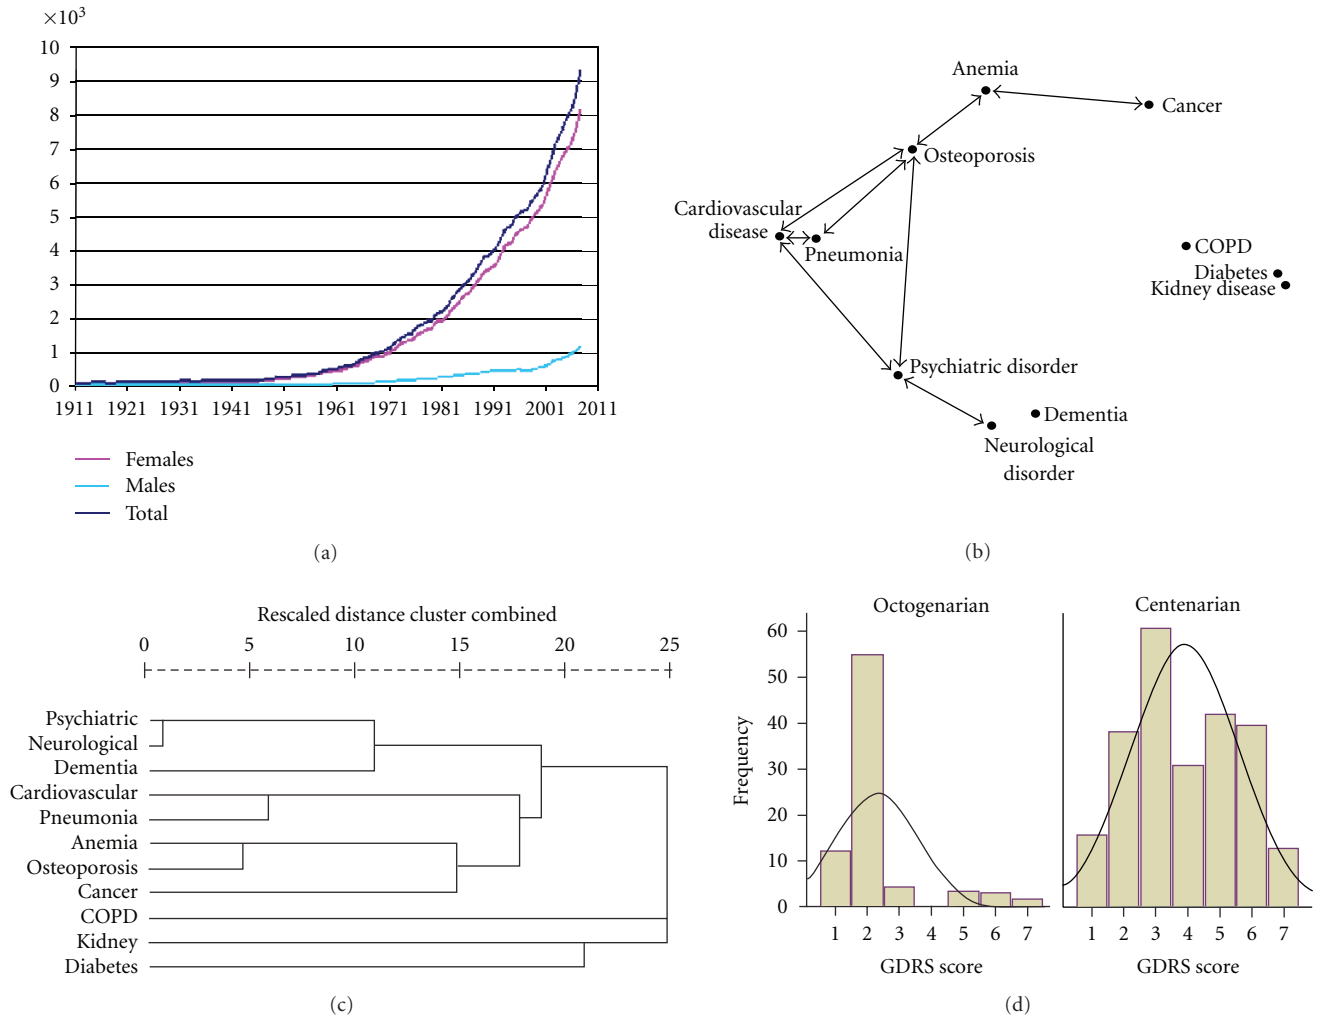 ×10³
10
9
8
7
6
5
4
3
2
1
0
1911 1921 1931 1941 1951 1961 1971 1981 1991 2001 2011
Females
Males
Total
(a)
Anemia
Cancer
Osteoporosis
Cardiovascular
disease
Pneumonia
COPD
Diabetes
Kidney disease
Psychiatric disorder
Dementia
Neurological
disorder
(b)
Rescaled distance cluster combined
0 5 10 15 20 25
Psychiatric
Neurological
Dementia
Cardiovascular
Pneumonia
Anemia
Osteoporosis
Cancer
COPD
Kidney
Diabetes
(c)
Octogenarian
Centenarian
Frequency
60
50
40
30
20
10
0
1 2 3 4 5 6 7
GDRS score
1 2 3 4 5 6 7
GDRS score
(d)